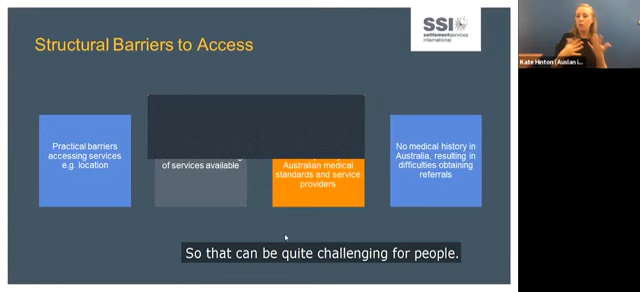 Structural Barriers to Access
SSI
settlement services
international
Practical barriers
accessing services
e.g. location
of services available
Australian medical
standards and service
providers
No medical history in
Australia, resulting in
difficulties obtaining
referrals
So that can be quite challenging for people.
Kate Hinton (Auslan i...